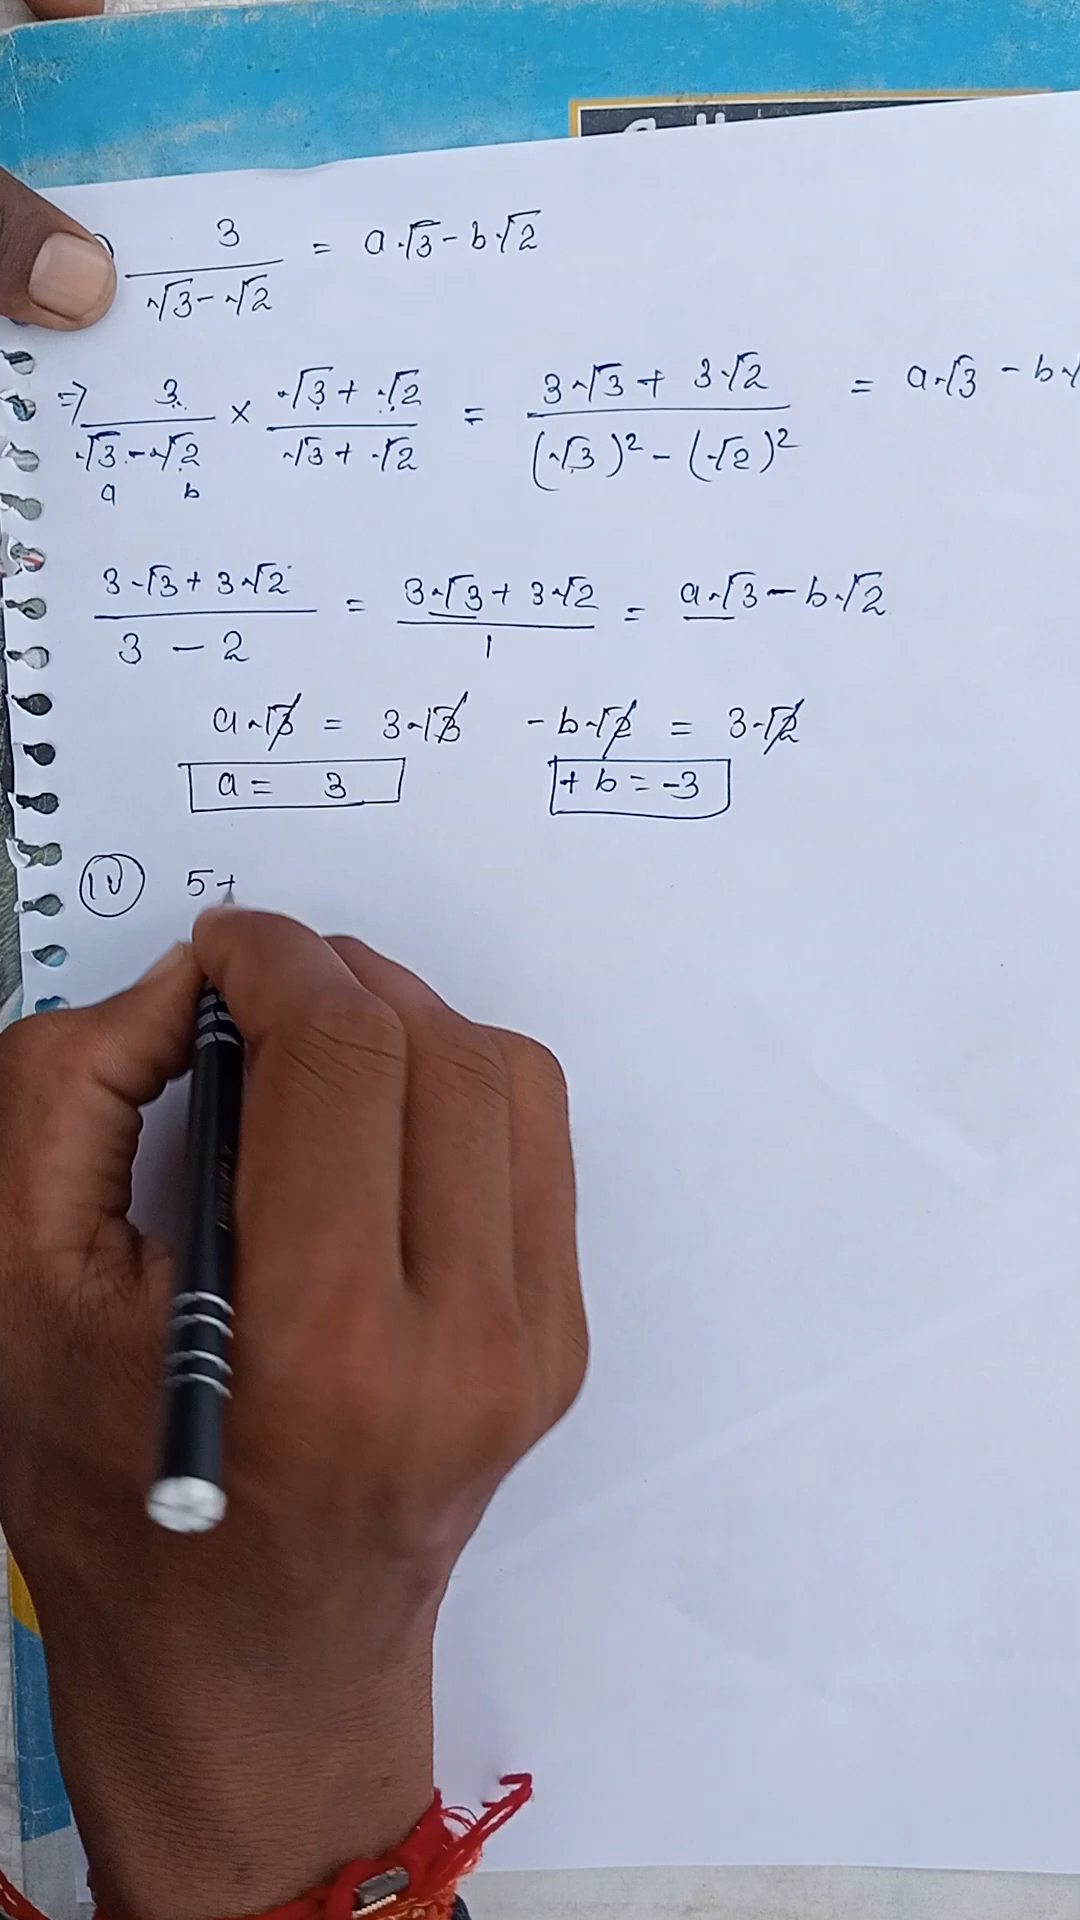 3/(√3-√2) = a√3-b√2
⇒ 3/(√3-√2) × (√3+√2)/(√3+√2) = (3√3+3√2)/((√3)²-(√2)²) = a√3-b√
a b
(3√3+3√2)/(3-2) = (3√3+3√2)/1 = a√3-b√2
a√3 = 3√3 -b√2 = 3√2
a = 3 +b = -3
(iv) 5+